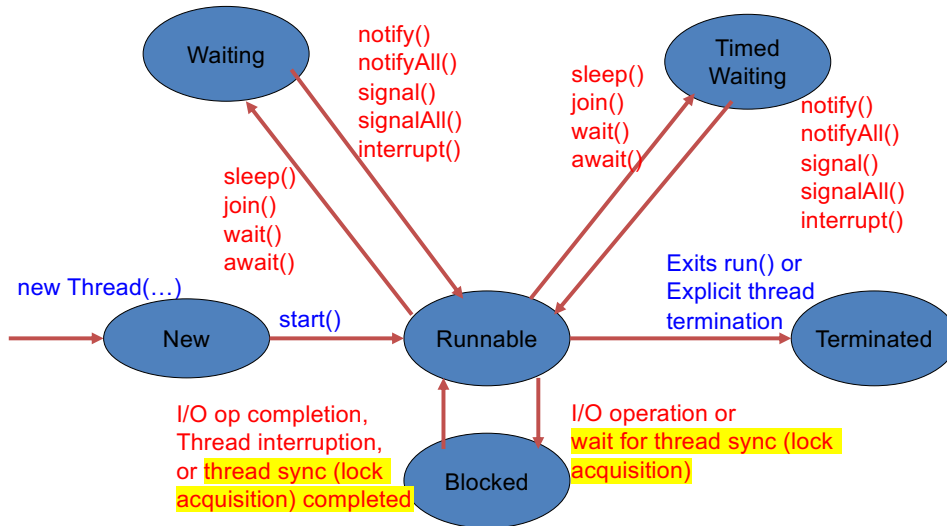 Waiting
notify()
notifyAll()
signal()
signalAll()
interrupt()
sleep()
join()
wait()
await()
Timed
Waiting
sleep()
join()
wait()
await()
notify()
notifyAll()
signal()
signalAll()
interrupt()
new Thread(…)
New
start()
Runnable
Exits run() or
Explicit thread
termination
Terminated
I/O op completion,
Thread interruption,
or thread sync (lock
acquisition) completed
Blocked
I/O operation or
wait for thread sync (lock
acquisition)